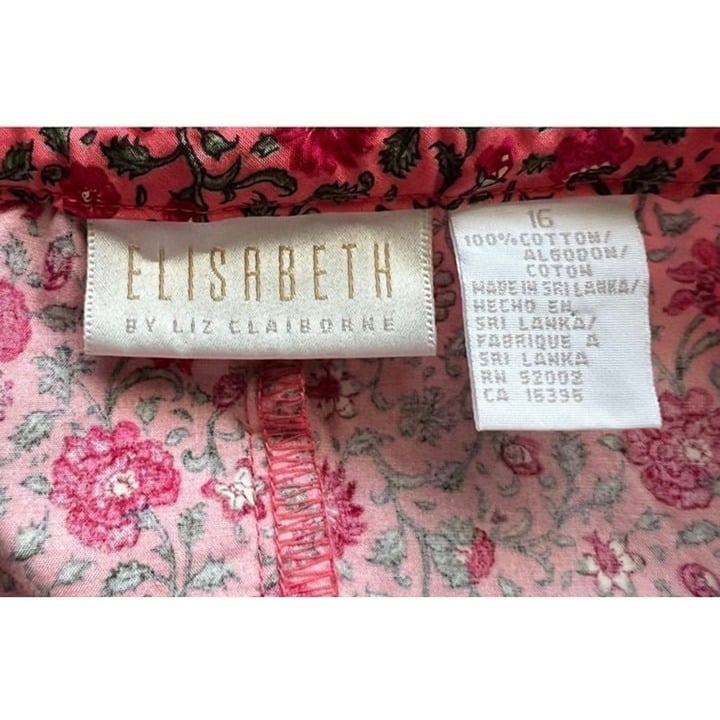 ELISABETH
BY LIZ CLAIBORNE
16
100% COTTON/
ALGODON/
COTON
MADE IN SRI LANKA/
HECHO EN
SRI LANKA/
FABRIQUE A
SRI LANKA
RN 52002
CA 15395